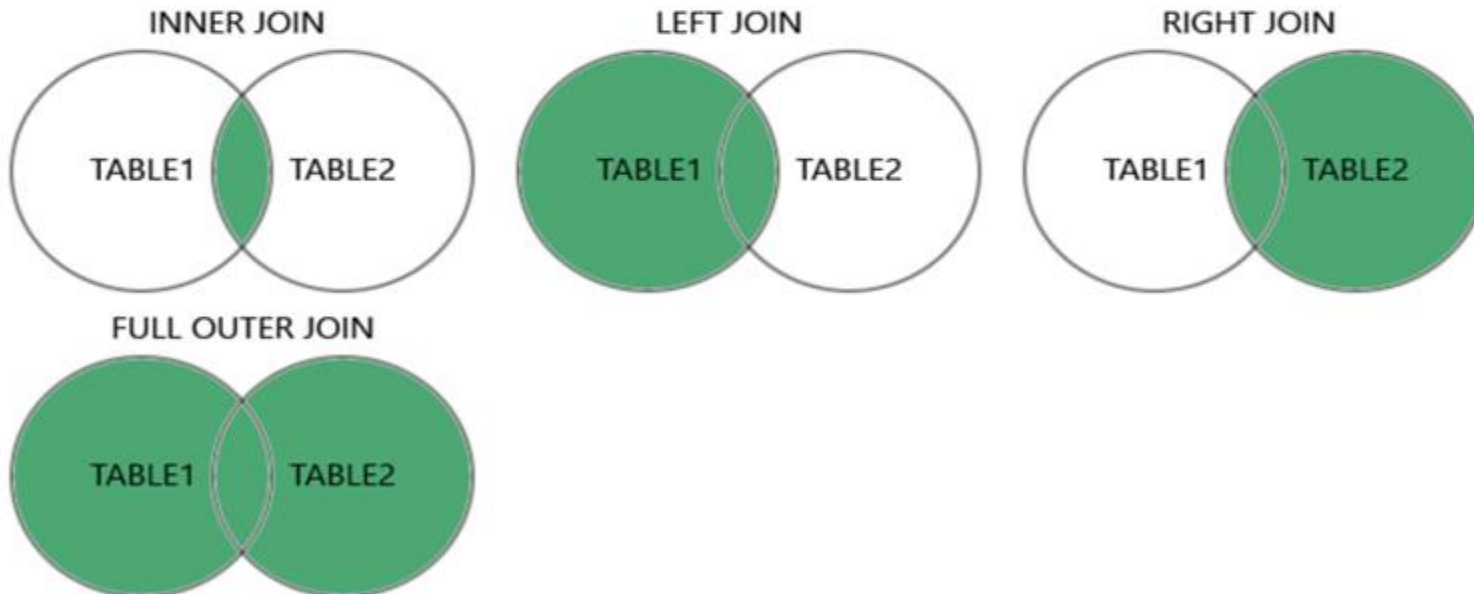 INNER JOIN
LEFT JOIN
RIGHT JOIN
TABLE1
TABLE2
TABLE1
TABLE2
TABLE1
TABLE2
FULL OUTER JOIN
TABLE1
TABLE2